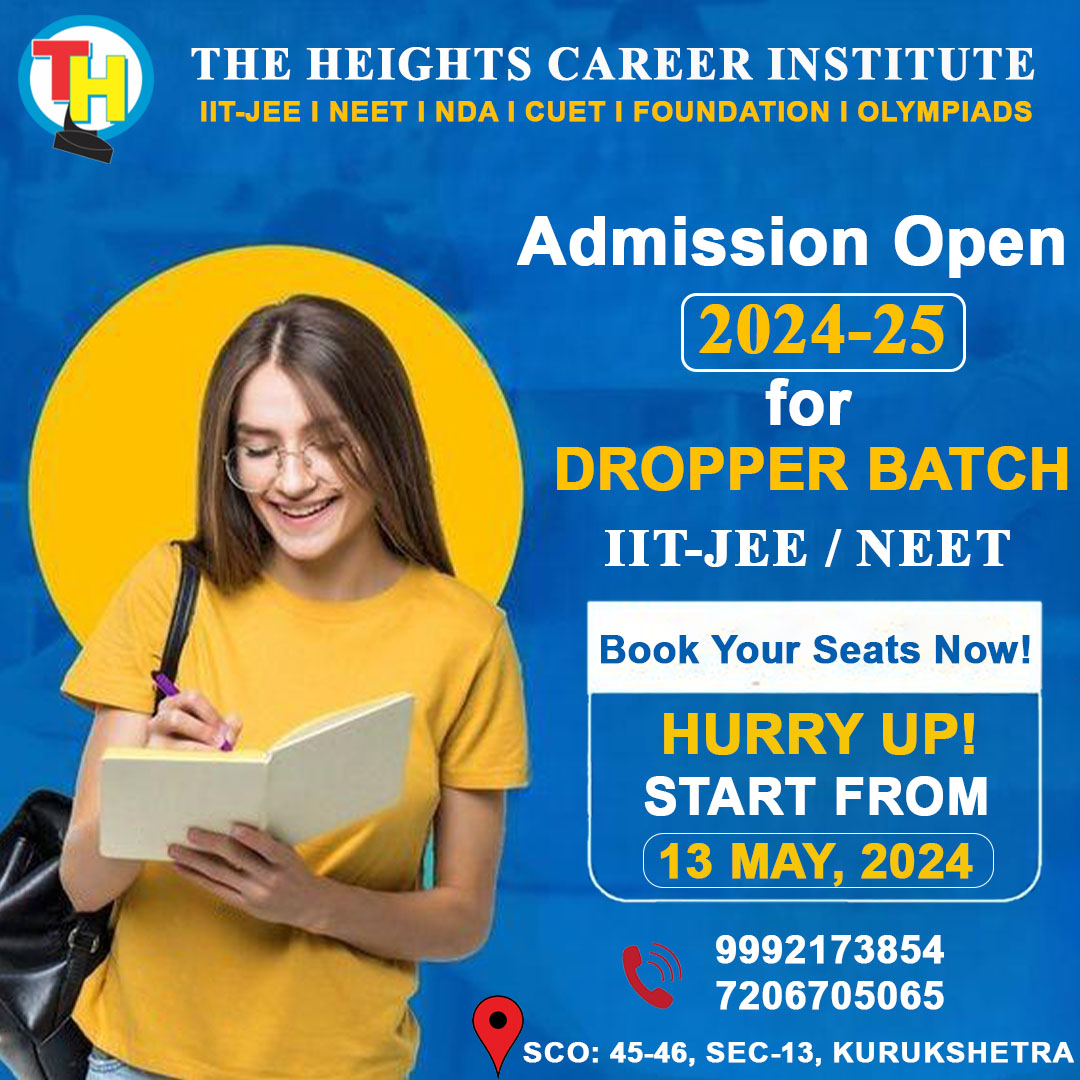 TH
THE HEIGHTS CAREER INSTITUTE
IIT-JEE I NEET I NDA I CUET I FOUNDATION I OLYMPIADS
Admission Open
2024-25
for
DROPPER BATCH
IIT-JEE / NEET
Book Your Seats Now!
HURRY UP!
START FROM
13 MAY, 2024
9992173854
7206705065
SCO: 45-46, SEC-13, KURUKSHETRA